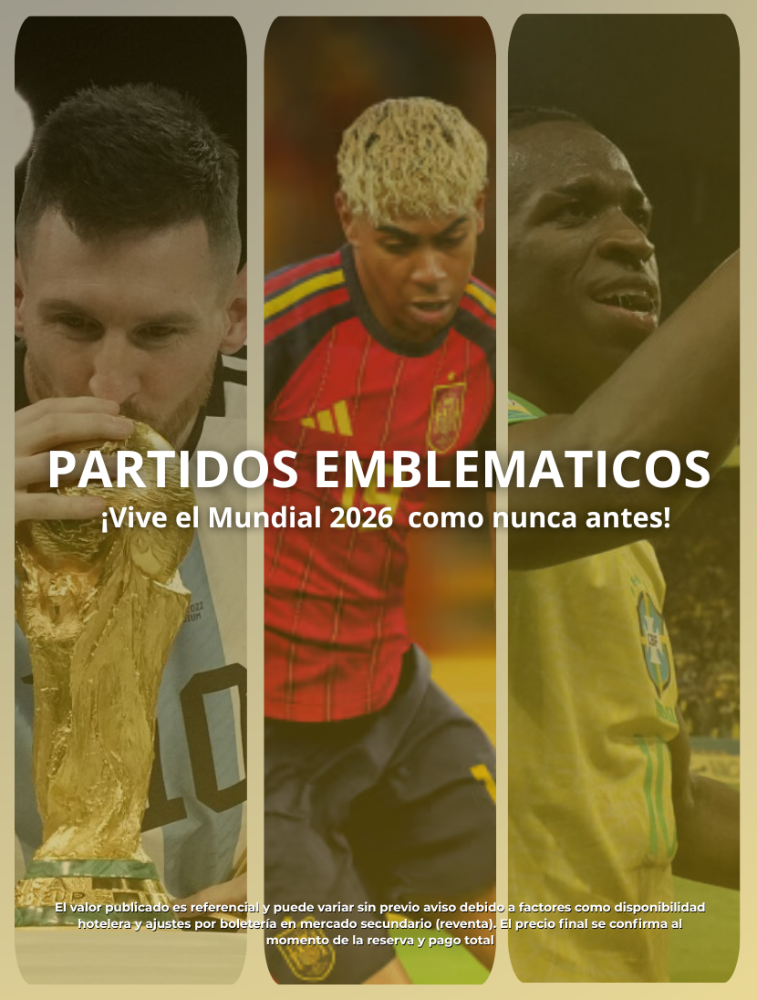 PARTIDOS EMBLEMATICOS
¡Vive el Mundial 2026  como nunca antes!
2022
10
El valor publicado es referencial y puede variar sin previo aviso debido a factores como disponibilidad
hotelera y ajustes por boletería en mercado secundario (reventa). El precio final se confirma al
momento de la reserva y pago total